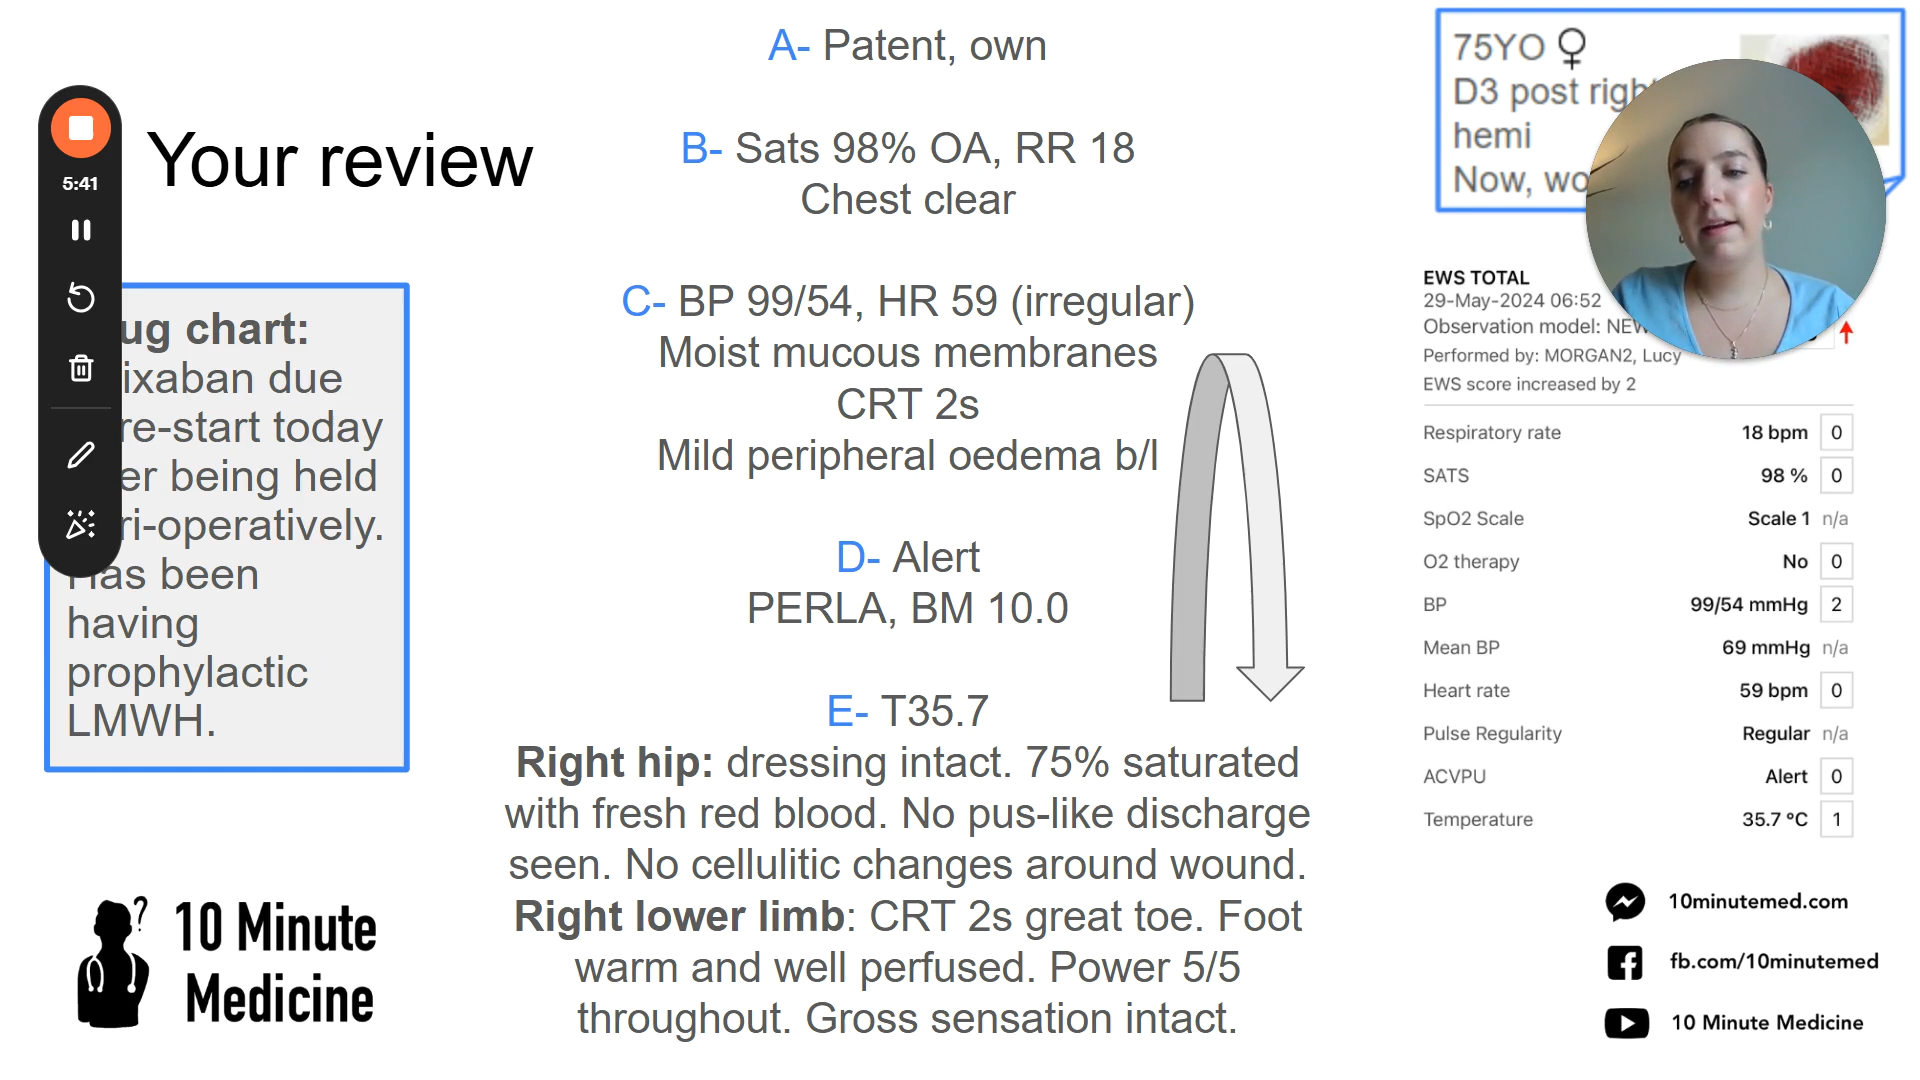 A- Patent, own
B- Sats 98% OA, RR 18
Chest clear
C- BP 99/54, HR 59 (irregular)
Moist mucous membranes
CRT 2s
Mild peripheral oedema b/l
D- Alert
PERLA, BM 10.0
E- T35.7
Right hip: dressing intact. 75% saturated
with fresh red blood. No pus-like discharge
seen. No cellulitic changes around wound.
Right lower limb: CRT 2s great toe. Foot
warm and well perfused. Power 5/5
throughout. Gross sensation intact.
Your review
5:41
ug chart:
ixaban due
re-start today
er being held
ri-operatively.
Has been
having
prophylactic
LMWH.
10 Minute
Medicine
75YO ♀
D3 post righ
hemi
Now, wo
EWS TOTAL
29-May-2024 06:52
Observation model: NEW
Performed by: MORGAN2, Lucy
EWS score increased by 2
Respiratory rate 18 bpm 0
SATS 98 % 0
SpO2 Scale Scale 1 n/a
O2 therapy No 0
BP 99/54 mmHg 2
Mean BP 69 mmHg n/a
Heart rate 59 bpm 0
Pulse Regularity Regular n/a
ACVPU Alert 0
Temperature 35.7 °C 1
10minutemed.com
fb.com/10minutemed
10 Minute Medicine